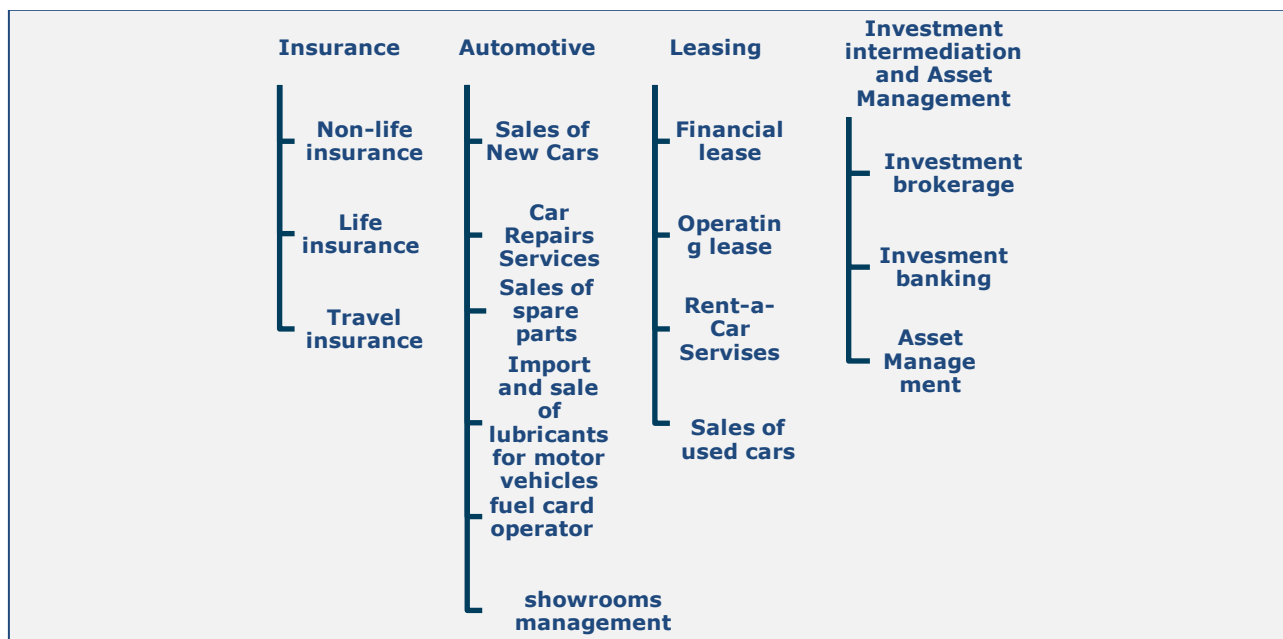 Insurance
Non-life
insurance
Life
insurance
Travel
insurance
Automotive
Sales of
New Cars
Car
Repairs
Services
Sales of
spare
parts
Import
and sale
of
lubricants
for motor
vehicles
fuel card
operator
showrooms
management
Leasing
Financial
lease
Operatin
g lease
Rent-a-
Car
Servises
Sales of
used cars
Investment
intermediation
and Asset
Management
Investment
brokerage
Invesment
banking
Asset
Manage
ment